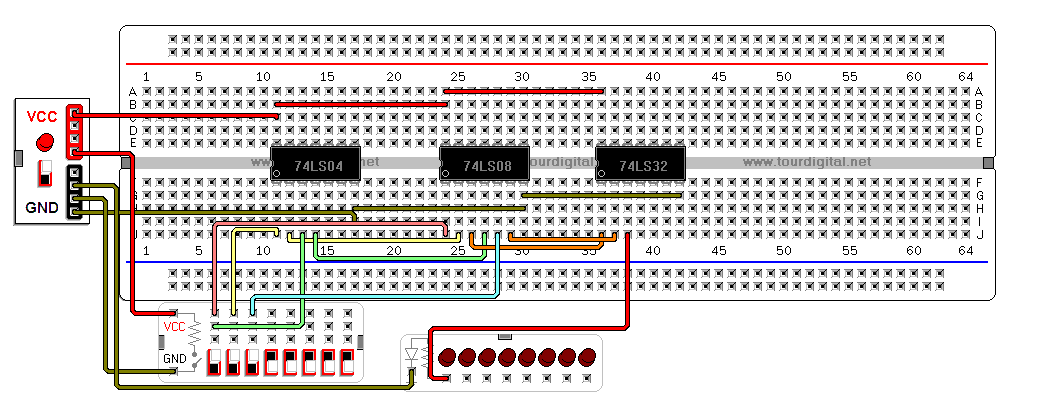 1 5 10 15 20 25 30 35 40 45 50 55 60 64
A A
B B
C C
D D
E E
VCC
GND
www. .net
tourdigital.net
www.tourdigital.net
74LS04
74LS08
74LS32
F F
G G
H H
I I
J J
1 5 10 15 20 25 30 35 40 45 50 55 60 64
VCC
GND